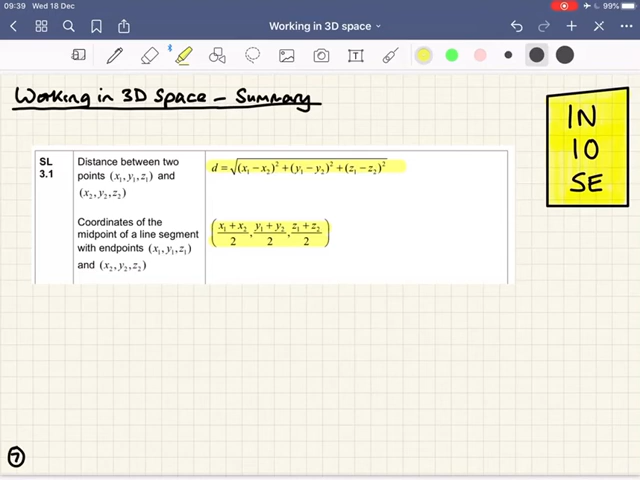 09:39 Wed 18 Dec
99%
Working in 3D space
Working in 3D Space – Summary
IN
10
SE
SL
3.1
Distance between two
points (x₁, y₁, z₁) and
(x₂, y₂, z₂)
d = √((x₁ − x₂)² + (y₁ − y₂)² + (z₁ − z₂)²)
Coordinates of the
midpoint of a line segment
with endpoints (x₁, y₁, z₁)
and (x₂, y₂, z₂)
((x₁ + x₂)/2, (y₁ + y₂)/2, (z₁ + z₂)/2)
7